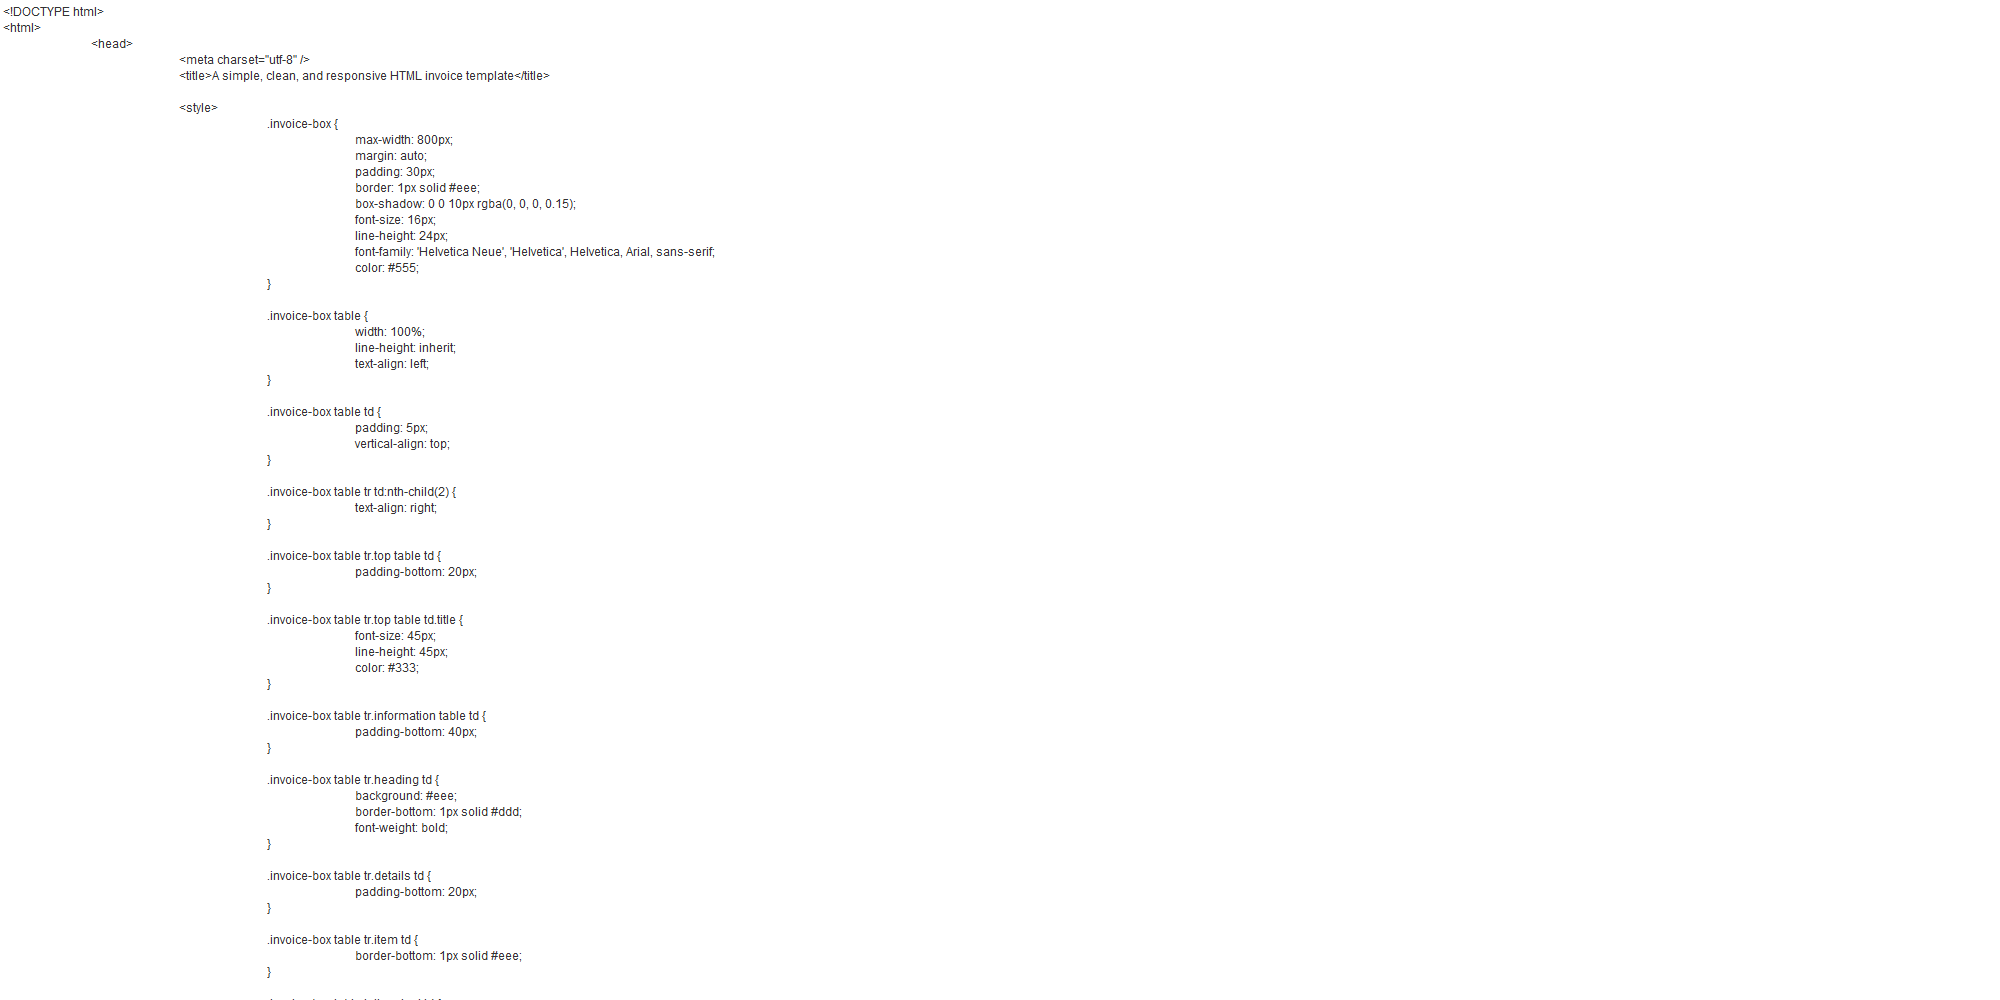 <!DOCTYPE html>
<html>
<head>
<meta charset="utf-8" />
<title>A simple, clean, and responsive HTML invoice template</title>
<style>
.invoice-box {
max-width: 800px;
margin: auto;
padding: 30px;
border: 1px solid #eee;
box-shadow: 0 0 10px rgba(0, 0, 0, 0.15);
font-size: 16px;
line-height: 24px;
font-family: 'Helvetica Neue', 'Helvetica', Helvetica, Arial, sans-serif;
color: #555;
}
.invoice-box table {
width: 100%;
line-height: inherit;
text-align: left;
}
.invoice-box table td {
padding: 5px;
vertical-align: top;
}
.invoice-box table tr td:nth-child(2) {
text-align: right;
}
.invoice-box table tr.top table td {
padding-bottom: 20px;
}
.invoice-box table tr.top table td.title {
font-size: 45px;
line-height: 45px;
color: #333;
}
.invoice-box table tr.information table td {
padding-bottom: 40px;
}
.invoice-box table tr.heading td {
background: #eee;
border-bottom: 1px solid #ddd;
font-weight: bold;
}
.invoice-box table tr.details td {
padding-bottom: 20px;
}
.invoice-box table tr.item td {
border-bottom: 1px solid #eee;
}